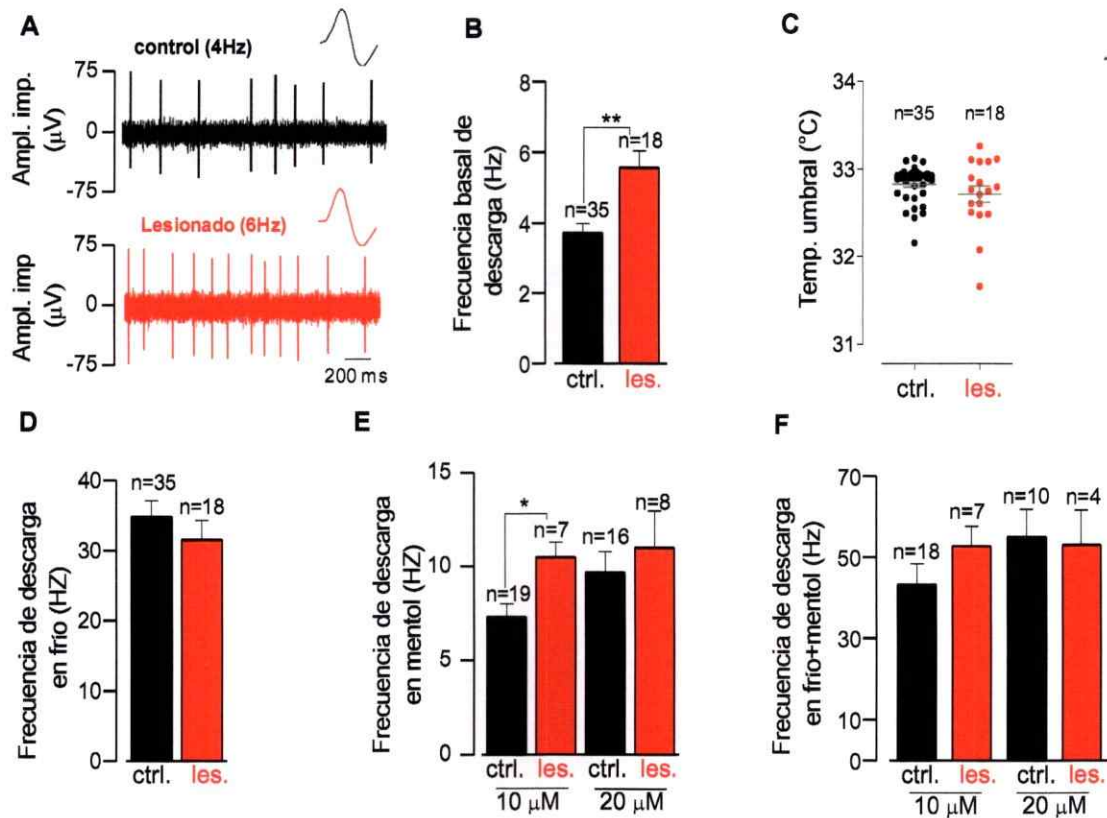 A
control (4Hz)
Ampl. imp.
(μV)
75
0
-75
Lesionado (6Hz)
Ampl. imp
(μV)
75
0
-75
200 ms
B
Frecuencia basal de
descarga (Hz)
8
6
4
2
0
**
n=35
n=18
ctrl.
les.
C
Temp. umbral (°C)
34
33
32
31
n=35
n=18
ctrl.
les.
D
Frecuencia de descarga
en frío (HZ)
40
30
20
10
0
n=35
n=18
ctrl.
les.
E
Frecuencia de descarga
en mentol (HZ)
15
10
5
0
*
n=19
n=7
n=16
n=8
ctrl. les. ctrl. les.
10 μM
20 μM
F
Frecuencia de descarga
en frio+mentol (Hz)
70
50
30
10
0
n=18
n=7
n=10
n=4
ctrl. les. ctrl. les.
10 μM
20 μM